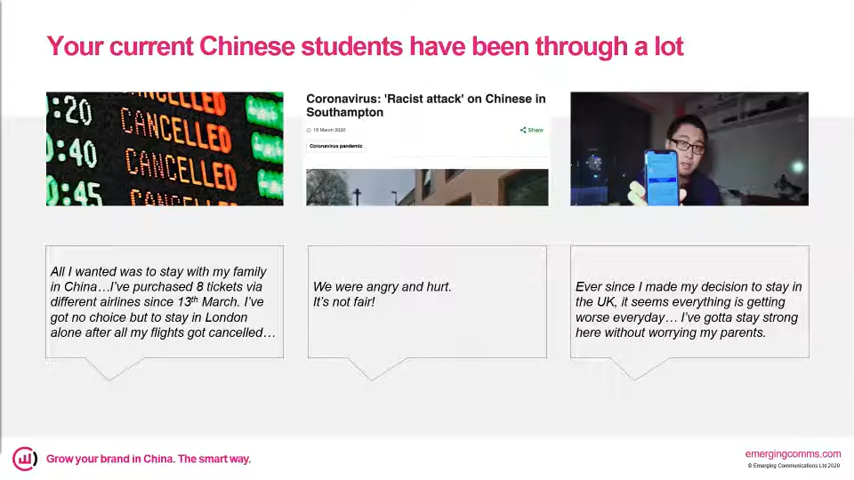 Your current Chinese students have been through a lot
:20 CANCELLED
:40 CANCELLED
CANCELLED
0:45 CANCELLED
Coronavirus: 'Racist attack' on Chinese in
Southampton
Share
Coronavirus pandemic
All I wanted was to stay with my family
in China…I've purchased 8 tickets via
different airlines since 13th March. I've
got no choice but to stay in London
alone after all my flights got cancelled…
We were angry and hurt.
It's not fair!
Ever since I made my decision to stay in
the UK, it seems everything is getting
worse everyday… I've gotta stay strong
here without worrying my parents.
Grow your brand in China. The smart way.
emergingcomms.com
© Emerging Communications Ltd 2020